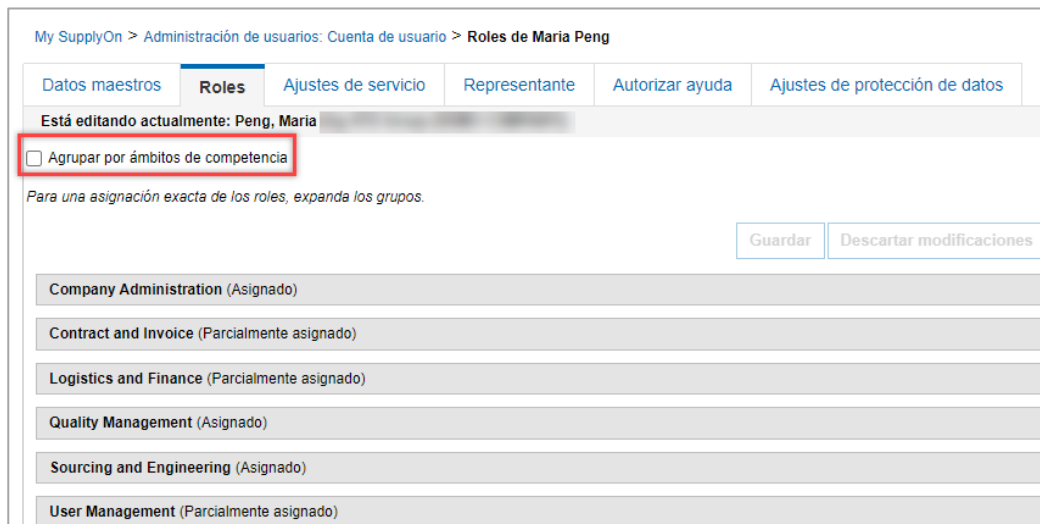 My SupplyOn > Administración de usuarios: Cuenta de usuario > Roles de Maria Peng
Datos maestros Roles Ajustes de servicio Representante Autorizar ayuda Ajustes de protección de datos
Está editando actualmente: Peng, Maria
Agrupar por ámbitos de competencia
Para una asignación exacta de los roles, expanda los grupos.
Guardar Descartar modificaciones
Company Administration (Asignado)
Contract and Invoice (Parcialmente asignado)
Logistics and Finance (Parcialmente asignado)
Quality Management (Asignado)
Sourcing and Engineering (Asignado)
User Management (Parcialmente asignado)